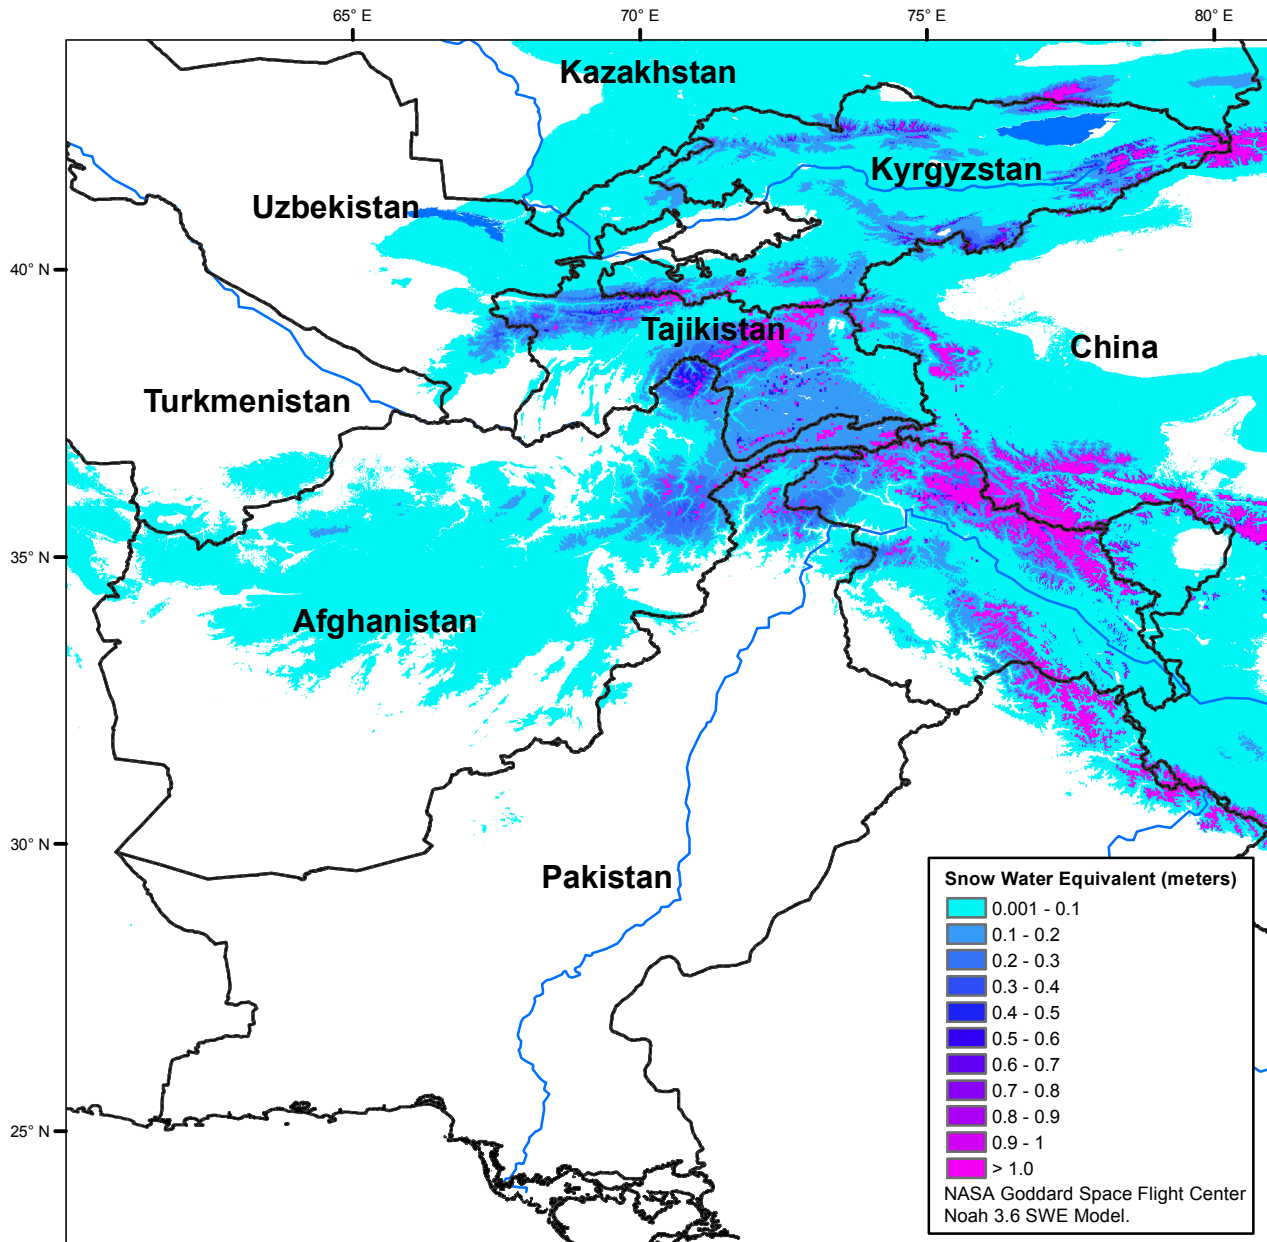 65° E
70° E
75° E
80° E
Kazakhstan
Kyrgyzstan
Uzbekistan
40° N
Tajikistan
China
Turkmenistan
35° N
Afghanistan
30° N
Pakistan
25° N
Snow Water Equivalent (meters)
0.001 - 0.1
0.1 - 0.2
0.2 - 0.3
0.3 - 0.4
0.4 - 0.5
0.5 - 0.6
0.6 - 0.7
0.7 - 0.8
0.8 - 0.9
0.9 - 1
> 1.0
NASA Goddard Space Flight Center
Noah 3.6 SWE Model.